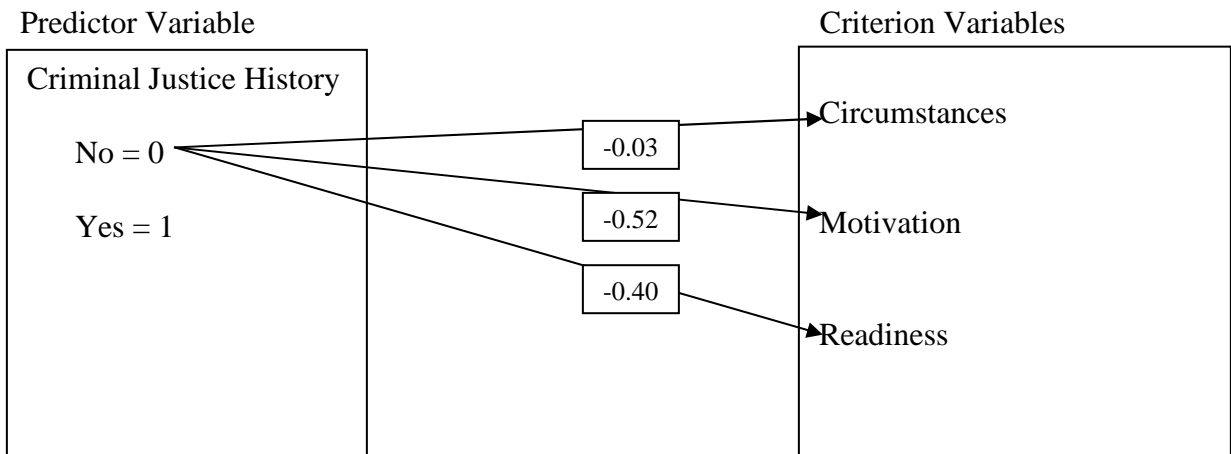 Predictor Variable
Criterion Variables
Criminal Justice History
No = 0
Yes = 1
-0.03
-0.52
-0.40
Circumstances
Motivation
Readiness